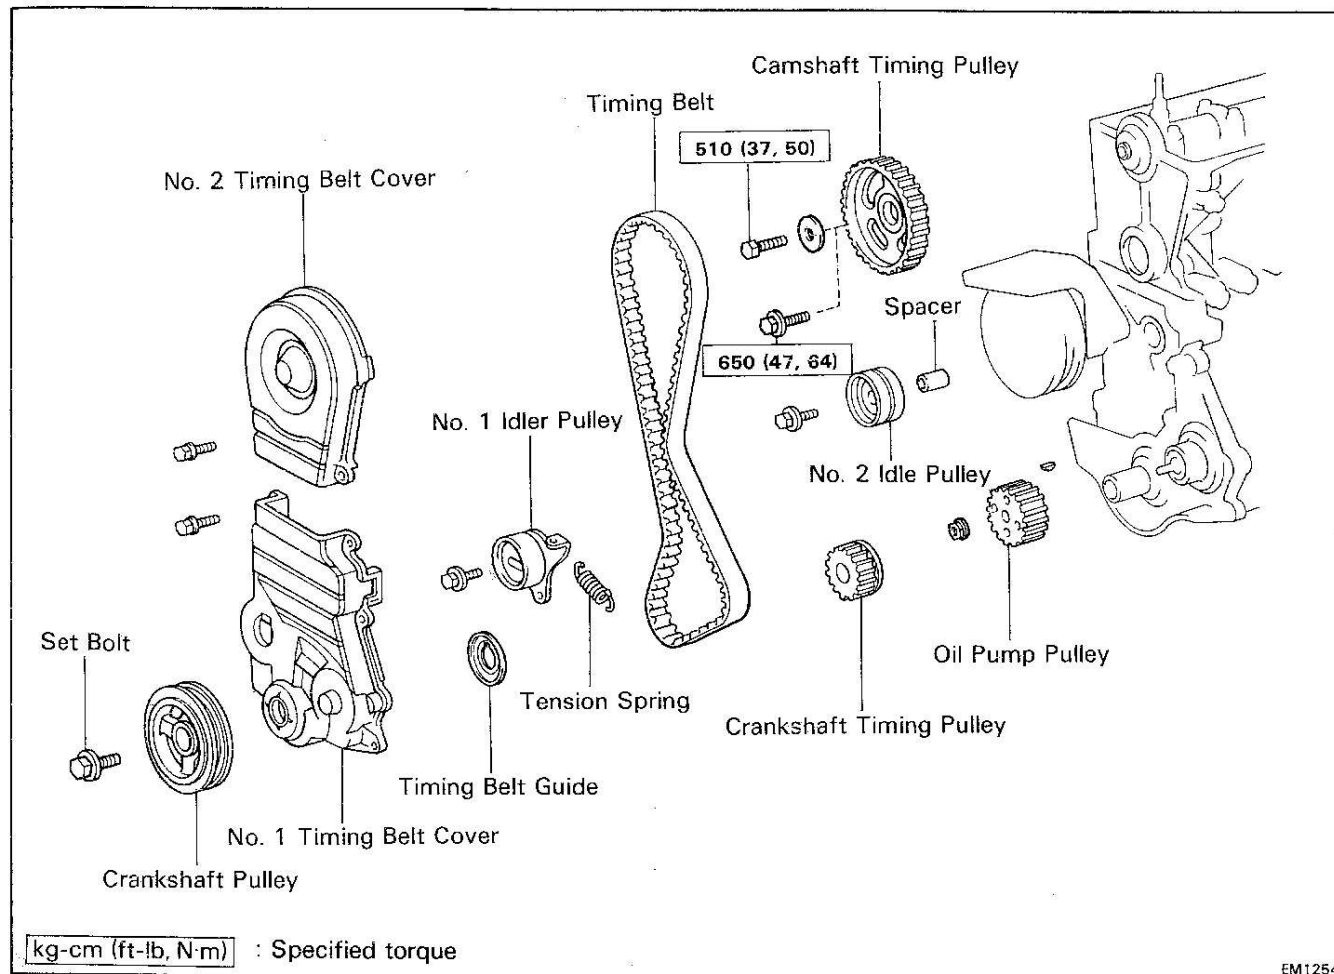 Camshaft Timing Pulley
Timing Belt
510 (37, 50)
No. 2 Timing Belt Cover
Spacer
650 (47, 64)
No. 1 Idler Pulley
No. 2 Idle Pulley
Set Bolt
Oil Pump Pulley
Tension Spring
Crankshaft Timing Pulley
Timing Belt Guide
No. 1 Timing Belt Cover
Crankshaft Pulley
kg-cm (ft-lb, N·m) : Specified torque
EM1254